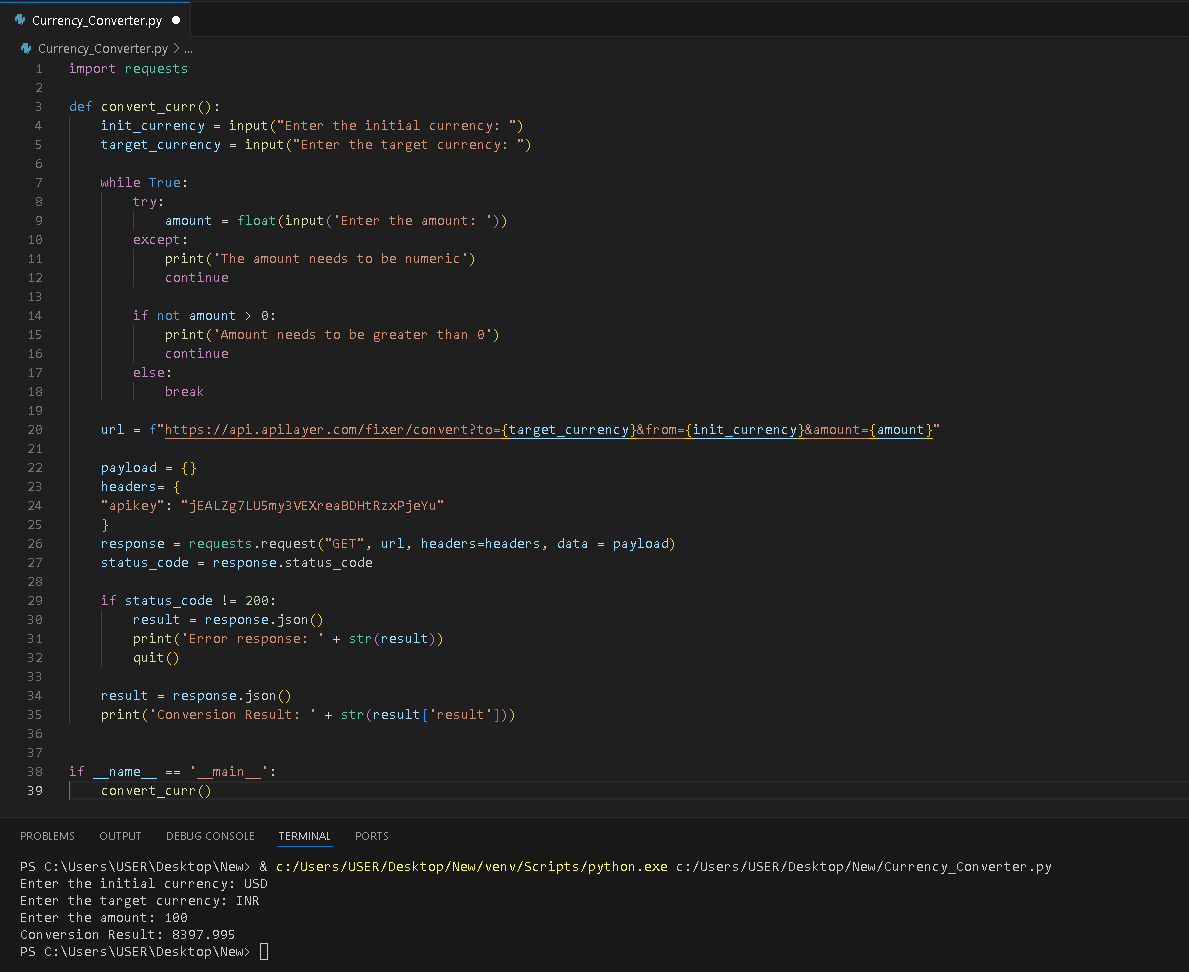 Currency_Converter.py
Currency_Converter.py > ...
1 import requests
2
3 def convert_curr():
4     init_currency = input("Enter the initial currency: ")
5     target_currency = input("Enter the target currency: ")
6
7     while True:
8         try:
9             amount = float(input('Enter the amount: '))
10         except:
11             print('The amount needs to be numeric')
12             continue
13
14         if not amount > 0:
15             print('Amount needs to be greater than 0')
16             continue
17         else:
18             break
19
20     url = f"https://api.apilayer.com/fixer/convert?to={target_currency}&from={init_currency}&amount={amount}"
21
22     payload = {}
23     headers= {
24     "apikey": "jEALZg7LU5my3VEXreaBDHtRzxPjeYu"
25     }
26     response = requests.request("GET", url, headers=headers, data = payload)
27     status_code = response.status_code
28
29     if status_code != 200:
30         result = response.json()
31         print('Error response: ' + str(result))
32         quit()
33
34     result = response.json()
35     print('Conversion Result: ' + str(result['result']))
36
37
38 if __name__ == '__main__':
39     convert_curr()
PROBLEMS OUTPUT DEBUG CONSOLE TERMINAL PORTS
PS C:\Users\USER\Desktop\New> & c:/Users/USER/Desktop/New/venv/Scripts/python.exe c:/Users/USER/Desktop/New/Currency_Converter.py
Enter the initial currency: USD
Enter the target currency: INR
Enter the amount: 100
Conversion Result: 8397.995
PS C:\Users\USER\Desktop\New>